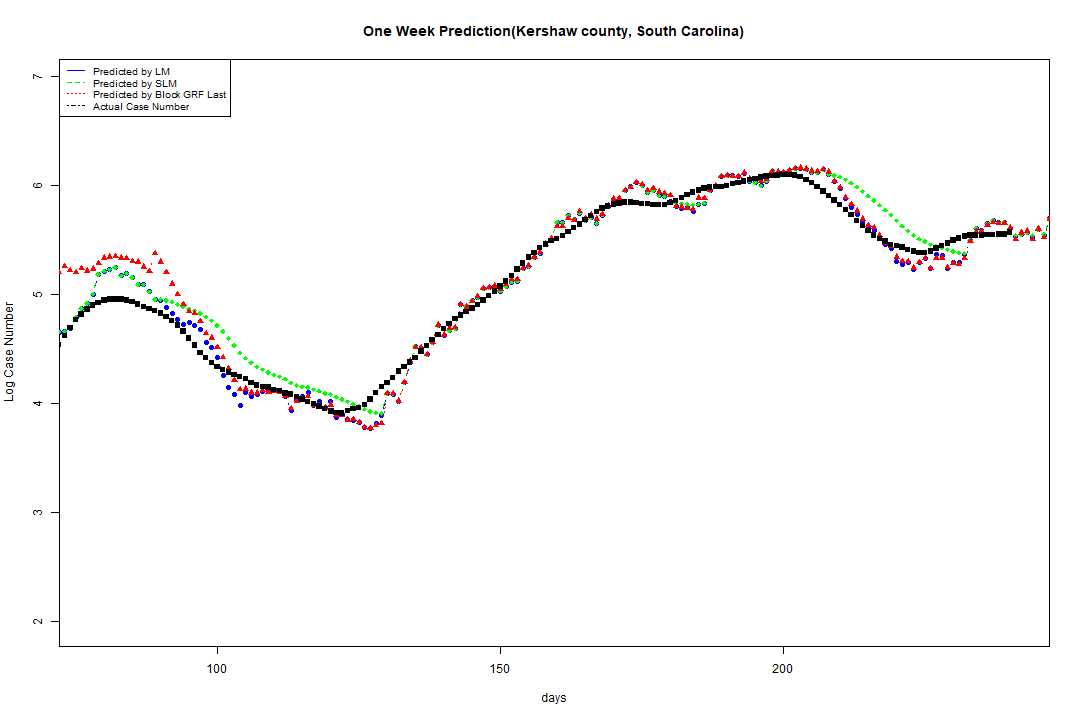 One Week Prediction(Kershaw county, South Carolina)
Predicted by LM
Predicted by SLM
Predicted by Block GRF Last
Actual Case Number
7
6
5
4
3
2
Log Case Number
100 150 200
days